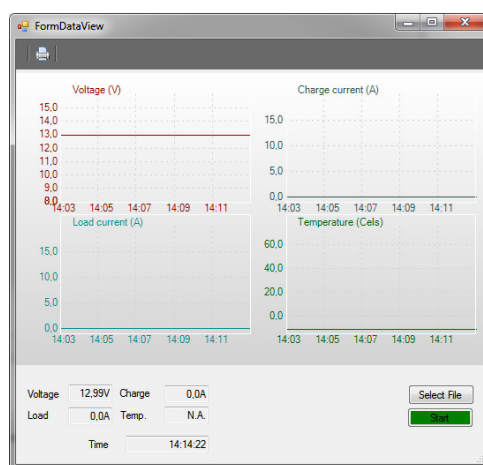 FormDataView
Voltage (V)
15,0
14,0
13,0
12,0
11,0
10,0
9,0
8,0
14:03 14:05 14:07 14:09 14:11
Charge current (A)
15,0
10,0
5,0
0,0
14:03 14:05 14:07 14:09 14:11
Load current (A)
15,0
10,0
5,0
0,0
14:03 14:05 14:07 14:09 14:11
Temperature (Cels)
60,0
40,0
20,0
0,0
14:03 14:05 14:07 14:09 14:11
Voltage 12,99V Charge 0,0A
Load 0,0A Temp. N.A.
Time 14:14:22
Select File
Start